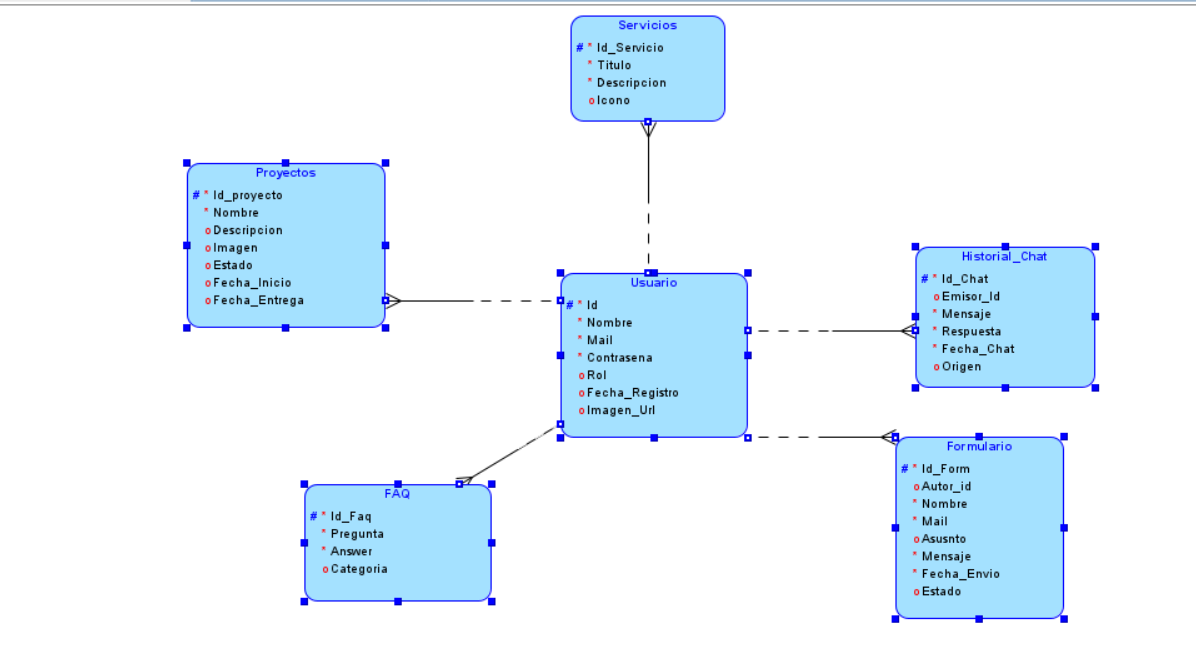 Servicios
# * Id_Servicio
* Titulo
* Descripcion
o Icono
Proyectos
# * Id_proyecto
* Nombre
o Descripcion
o Imagen
o Estado
o Fecha_Inicio
o Fecha_Entrega
Usuario
# * Id
* Nombre
* Mail
* Contrasena
o Rol
o Fecha_Registro
o Imagen_Url
Historial_Chat
# * Id_Chat
o Emisor_Id
* Mensaje
* Respuesta
* Fecha_Chat
o Origen
FAQ
# * Id_Faq
* Pregunta
* Answer
o Categoria
Formulario
# * Id_Form
o Autor_id
* Nombre
* Mail
o Asusnto
* Mensaje
* Fecha_Envio
o Estado